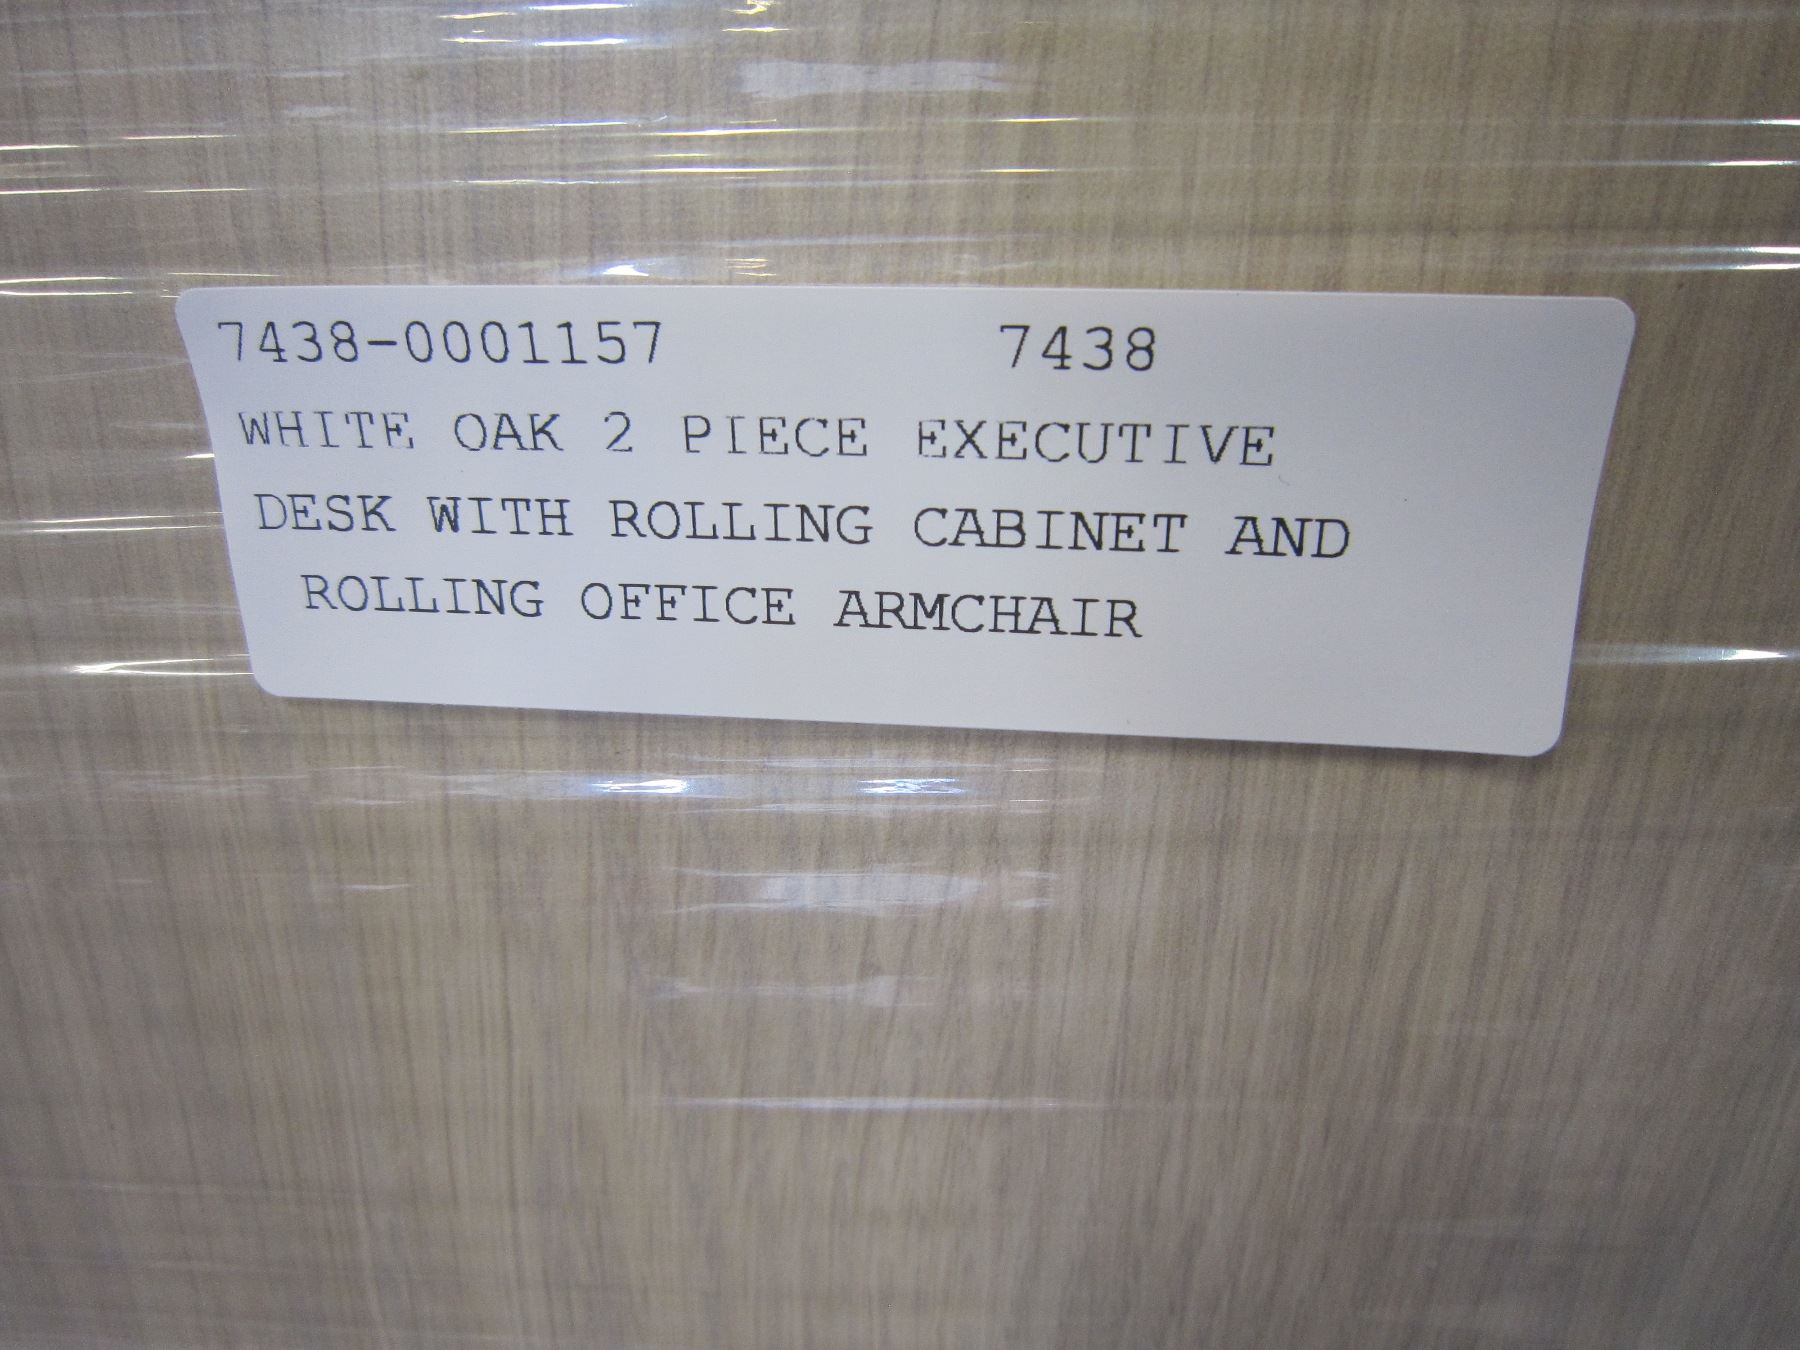 7438-0001157 7438
WHITE OAK 2 PIECE EXECUTIVE
DESK WITH ROLLING CABINET AND
ROLLING OFFICE ARMCHAIR